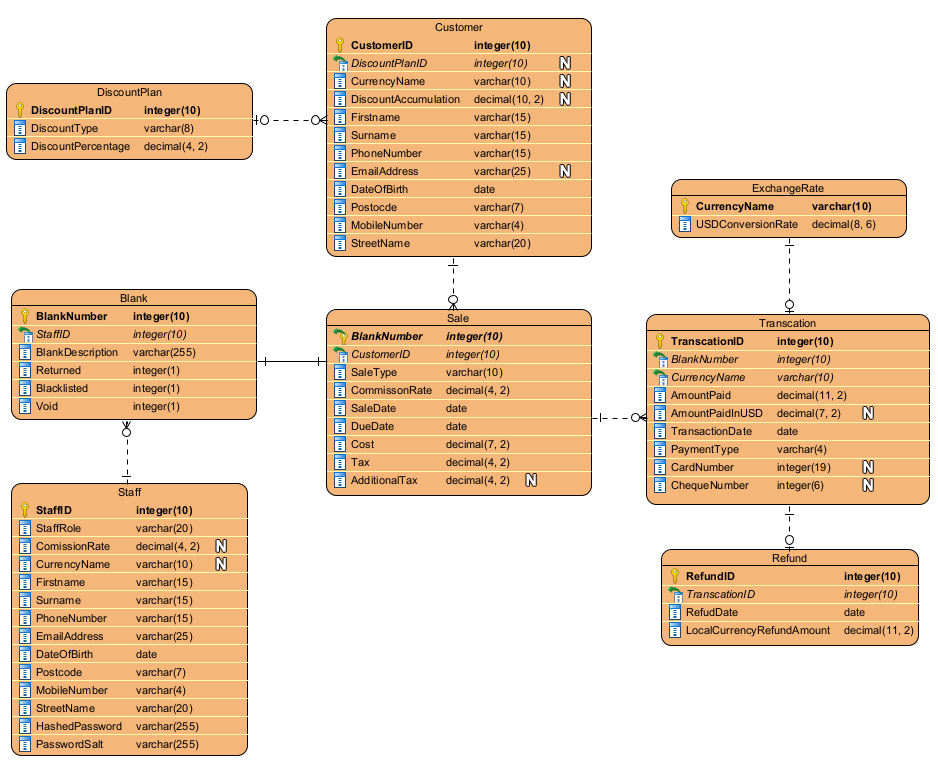 Customer
CustomerID integer(10)
DiscountPlanID integer(10) N
CurrencyName varchar(10) N
DiscountAccumulation decimal(10, 2) N
Firstname varchar(15)
Surname varchar(15)
PhoneNumber varchar(15)
EmailAddress varchar(25) N
DateOfBirth date
Postocde varchar(7)
MobileNumber varchar(4)
StreetName varchar(20)
DiscountPlan
DiscountPlanID integer(10)
DiscountType varchar(8)
DiscountPercentage decimal(4, 2)
ExchangeRate
CurrencyName varchar(10)
USDConversionRate decimal(8, 6)
Blank
BlankNumber integer(10)
StaffID integer(10)
BlankDescription varchar(255)
Returned integer(1)
Blacklisted integer(1)
Void integer(1)
Sale
BlankNumber integer(10)
CustomerID integer(10)
SaleType varchar(10)
CommissonRate decimal(4, 2)
SaleDate date
DueDate date
Cost decimal(7, 2)
Tax decimal(4, 2)
AdditionalTax decimal(4, 2) N
Transcation
TranscationID integer(10)
BlankNumber integer(10)
CurrencyName varchar(10)
AmountPaid decimal(11, 2)
AmountPaidInUSD decimal(7, 2) N
TransactionDate date
PaymentType varchar(4)
CardNumber integer(19) N
ChequeNumber integer(6) N
Staff
StaffID integer(10)
StaffRole varchar(20)
ComissionRate decimal(4, 2) N
CurrencyName varchar(10) N
Firstname varchar(15)
Surname varchar(15)
PhoneNumber varchar(15)
EmailAddress varchar(25)
DateOfBirth date
Postcode varchar(7)
MobileNumber varchar(4)
StreetName varchar(20)
HashedPassword varchar(255)
PasswordSalt varchar(255)
Refund
RefundID integer(10)
TranscationID integer(10)
RefudDate date
LocalCurrencyRefundAmount decimal(11, 2)